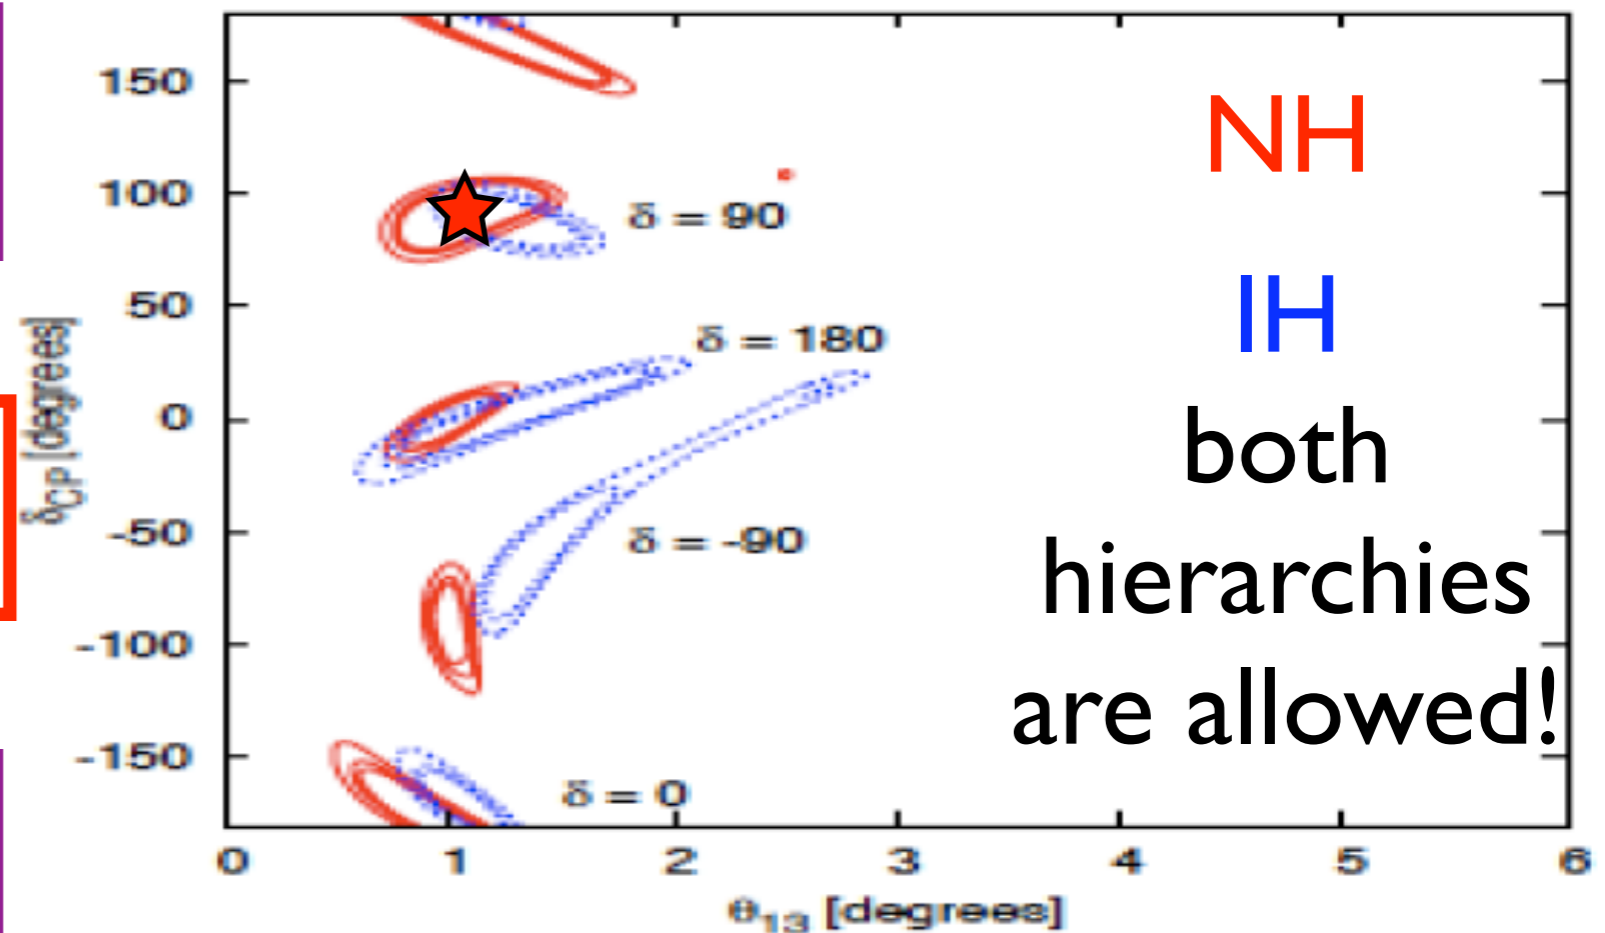 150
100
50
0
-50
-100
-150
δCP [degrees]
δ = 90
δ = 180
δ = -90
δ = 0
NH
IH
both
hierarchies
are allowed!
0 1 2 3 4 5 6
θ13 [degrees]